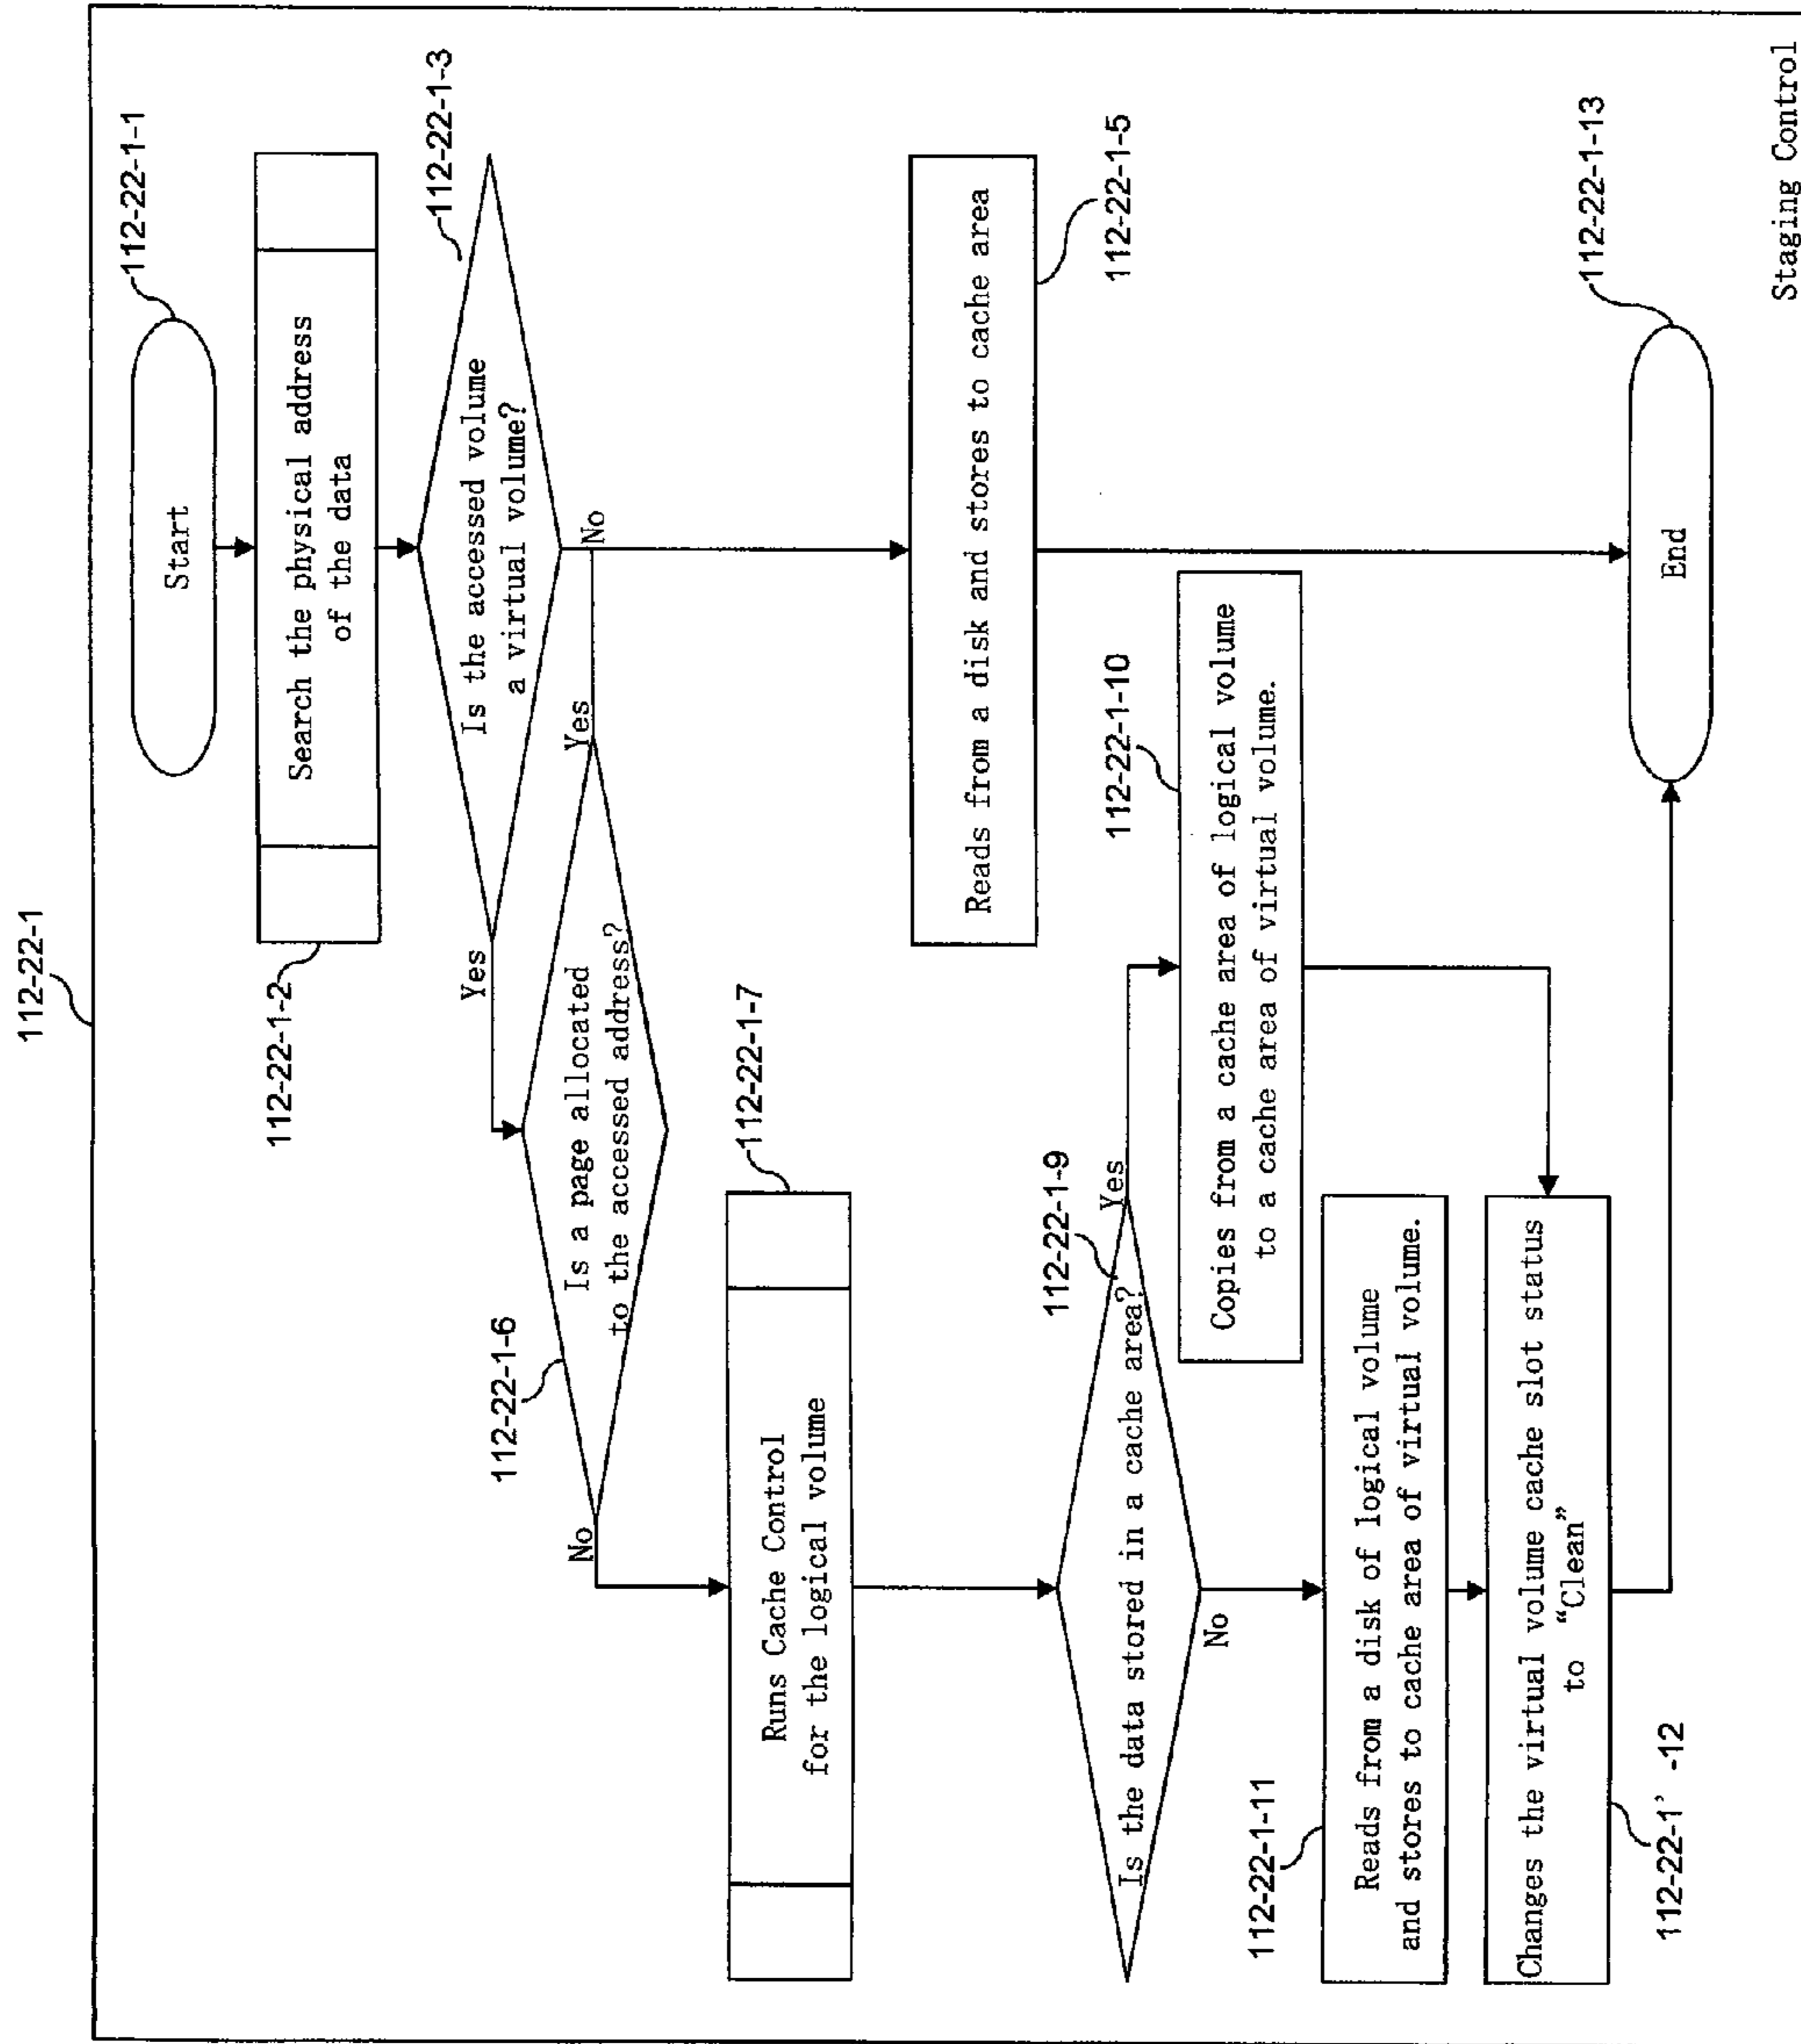 112-22-1
Start
112-22-1-1
112-22-1-2
Search the physical address
of the data
112-22-1-3
Is the accessed volume
a virtual volume?
Yes
No
112-22-1-6
Is a page allocated
to the accessed address?
Yes
No
112-22-1-7
Runs Cache Control
for the logical volume
Reads from a disk and stores to cache area
112-22-1-5
112-22-1-9
Is the data stored in a cache area?
Yes
No
112-22-1-10
Copies from a cache area of logical volume
to a cache area of virtual volume.
112-22-1-11
Reads from a disk of logical volume
and stores to cache area of virtual volume.
Changes the virtual volume cache slot status
to “Clean”
112-22-1’ -12
End
112-22-1-13
Staging Control